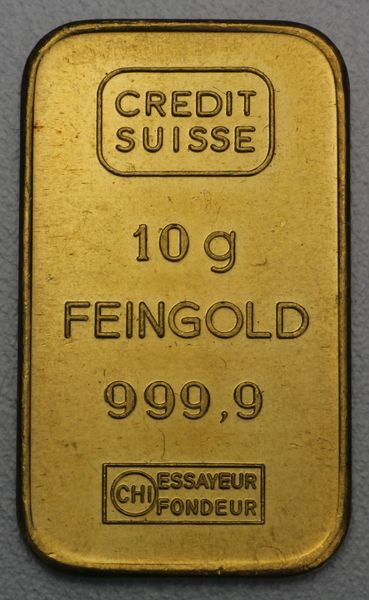 CREDIT
SUISSE
10 g
FEINGOLD
999,9
CHI ESSAYEUR
FONDEUR